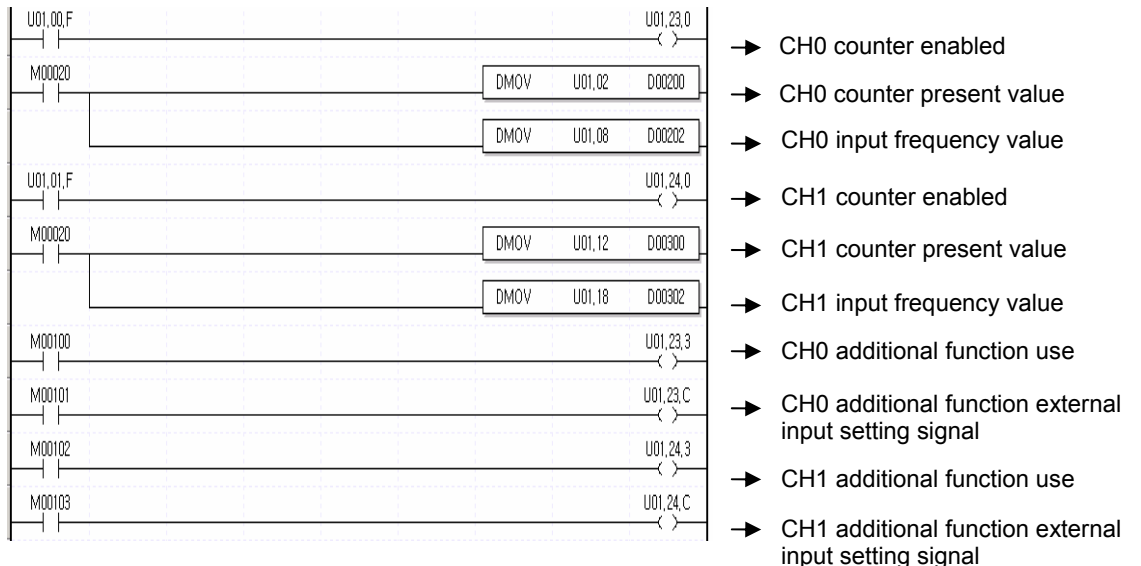 U01,00,F U01,23,0
→ CH0 counter enabled
M00020 DMOV U01,02 D00200
→ CH0 counter present value
DMOV U01,08 D00202
→ CH0 input frequency value
U01,01,F U01,24,0
→ CH1 counter enabled
M00020 DMOV U01,12 D00300
→ CH1 counter present value
DMOV U01,18 D00302
→ CH1 input frequency value
M00100 U01,23,3
→ CH0 additional function use
M00101 U01,23,C
→ CH0 additional function external
input setting signal
M00102 U01,24,3
→ CH1 additional function use
M00103 U01,24,C
→ CH1 additional function external
input setting signal